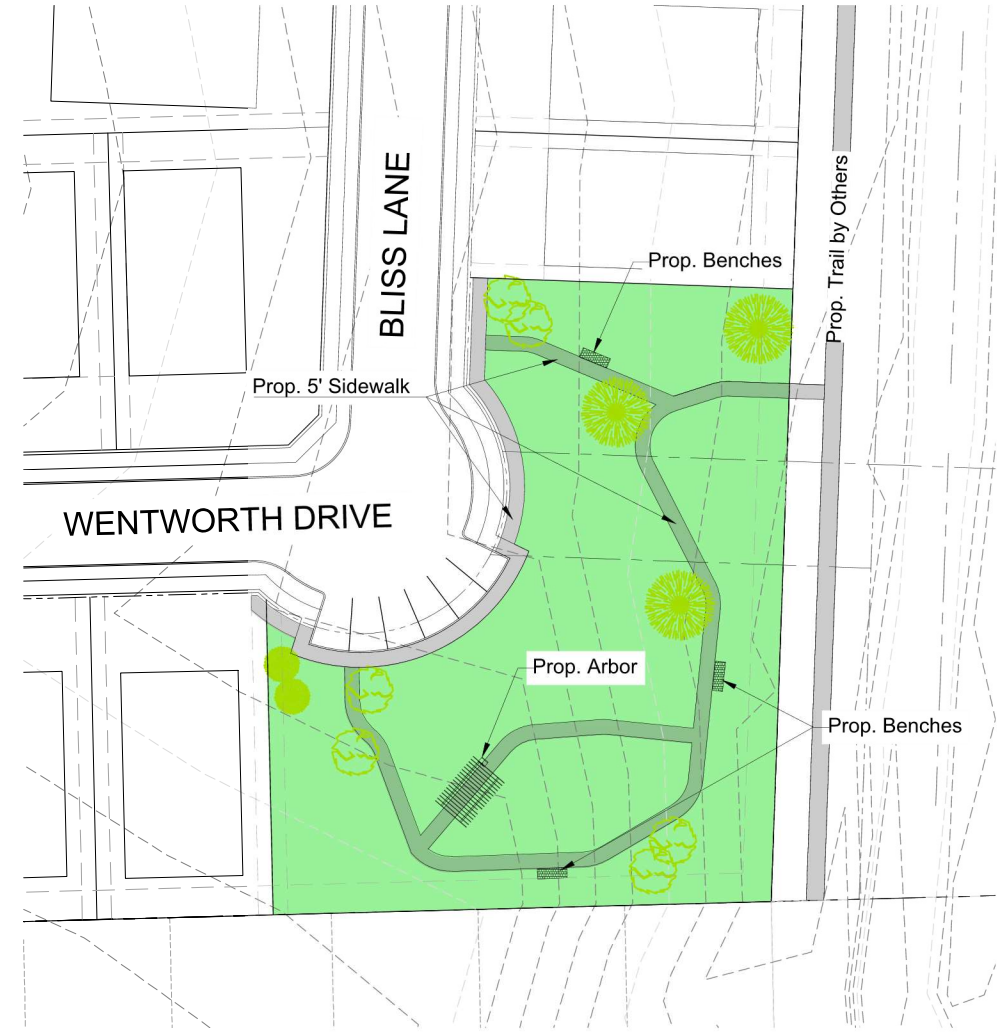 BLISS LANE
Prop. Trail by Others
Prop. Benches
Prop. 5' Sidewalk
WENTWORTH DRIVE
Prop. Arbor
Prop. Benches